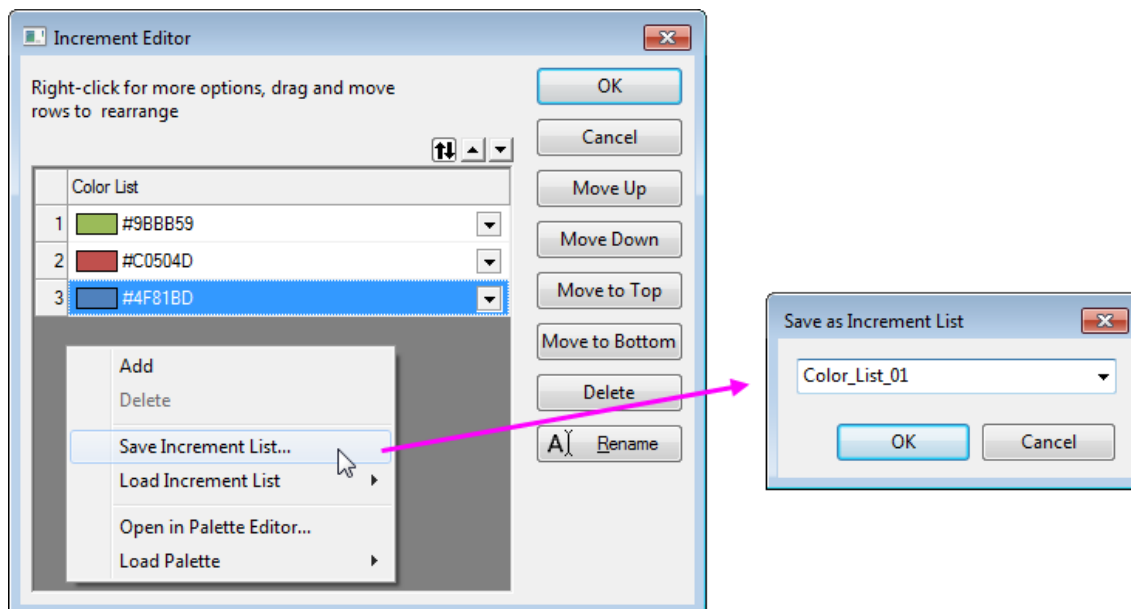 Increment Editor
Right-click for more options, drag and move
rows to  rearrange
Color List
1 #9BBB59
2 #C0504D
3 #4F81BD
Add
Delete
Save Increment List...
Load Increment List
Open in Palette Editor...
Load Palette
OK
Cancel
Move Up
Move Down
Move to Top
Move to Bottom
Delete
A Rename
Save as Increment List
Color_List_01
OK
Cancel